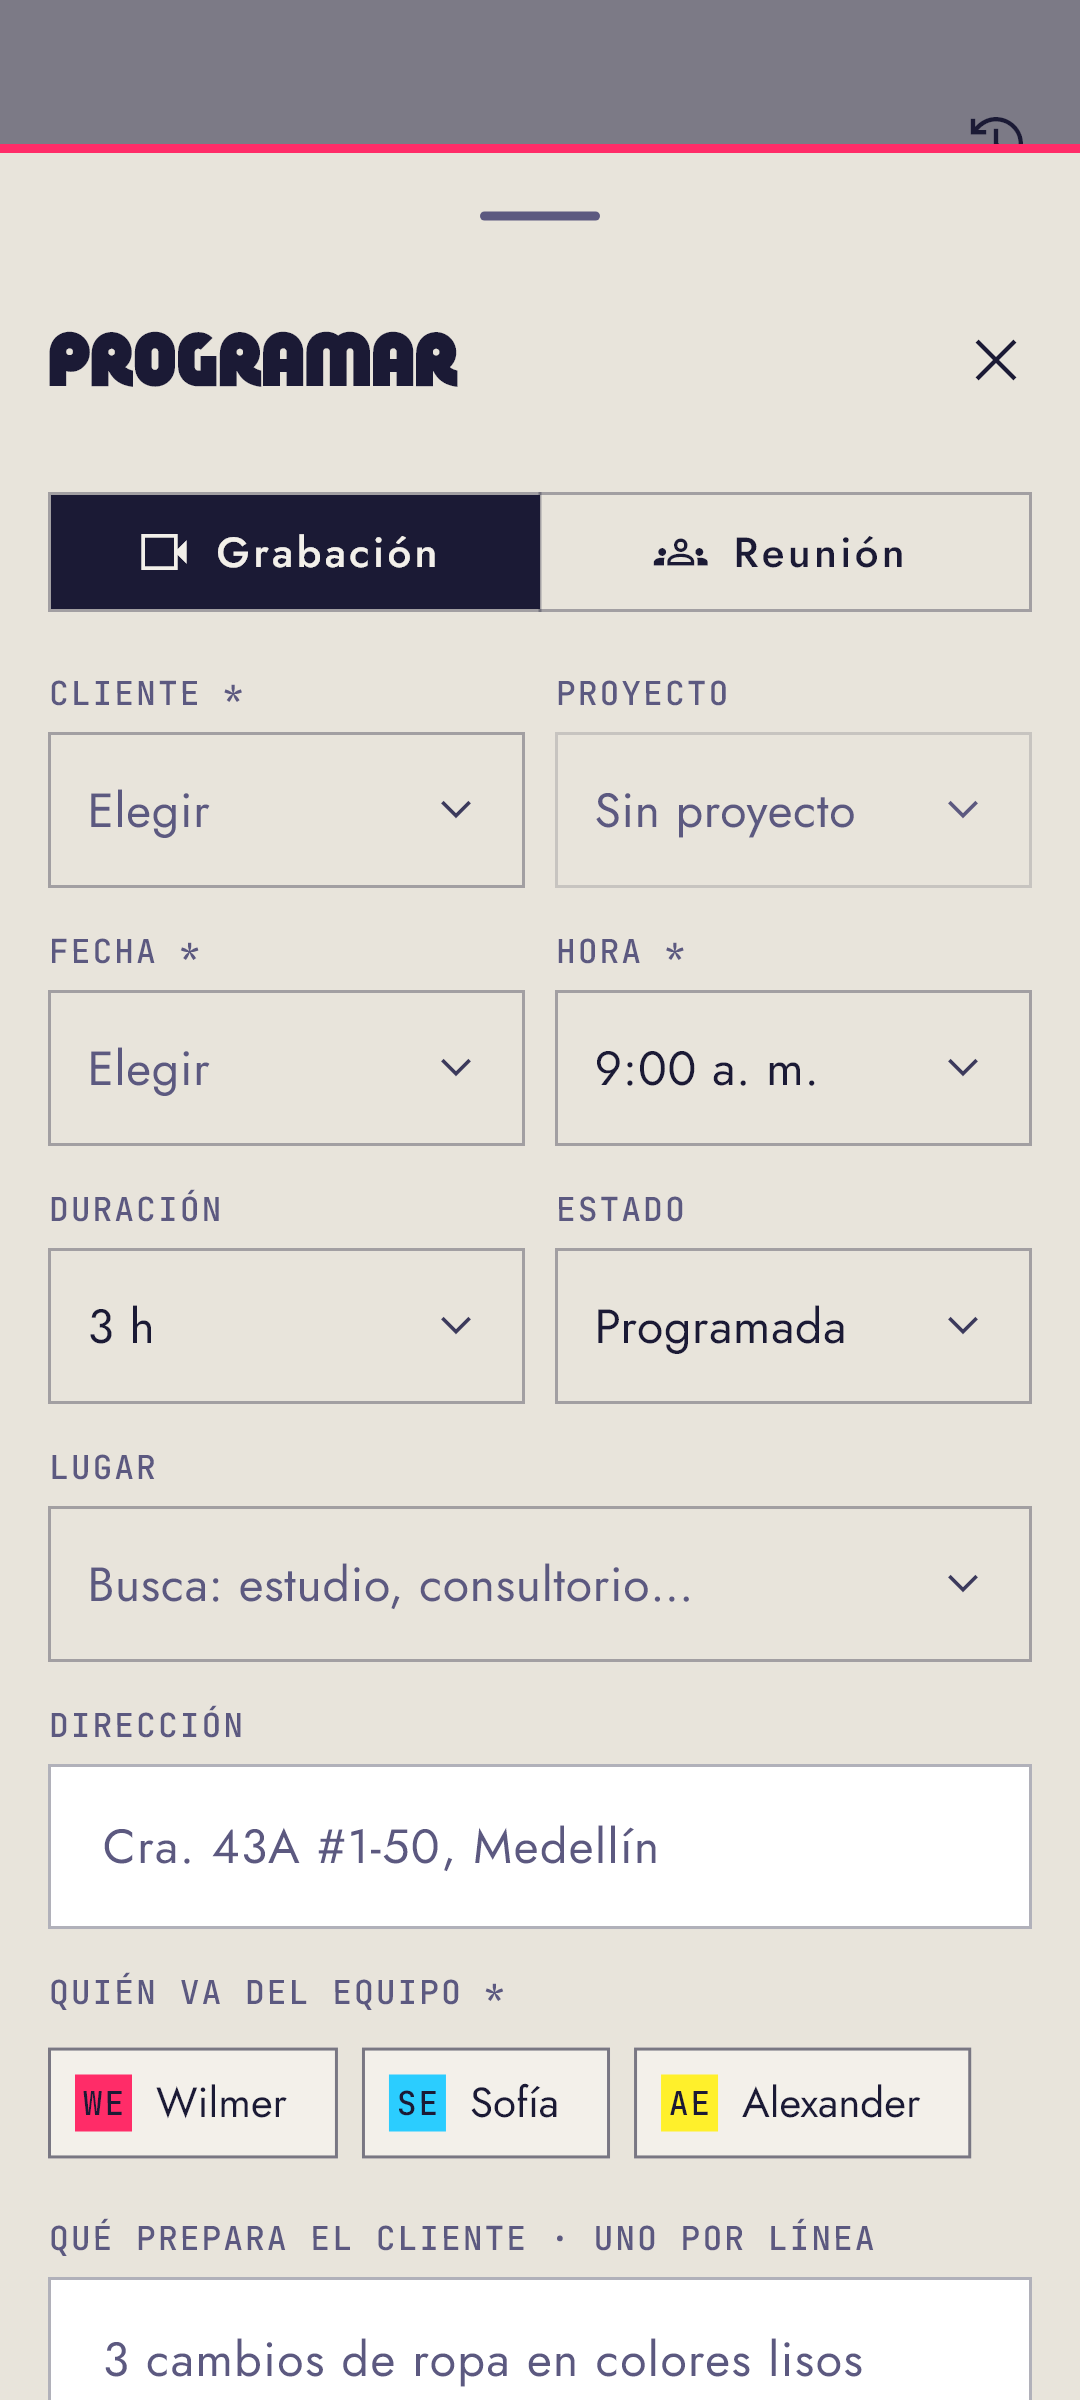 PROGRAMAR
Grabación
Reunión
CLIENTE *
PROYECTO
Elegir
Sin proyecto
FECHA *
HORA *
Elegir
9:00 a. m.
DURACIÓN
ESTADO
3 h
Programada
LUGAR
Busca: estudio, consultorio...
DIRECCIÓN
Cra. 43A #1-50, Medellín
QUIÉN VA DEL EQUIPO *
WE Wilmer
SE Sofía
AE Alexander
QUÉ PREPARA EL CLIENTE · UNO POR LÍNEA
3 cambios de ropa en colores lisos